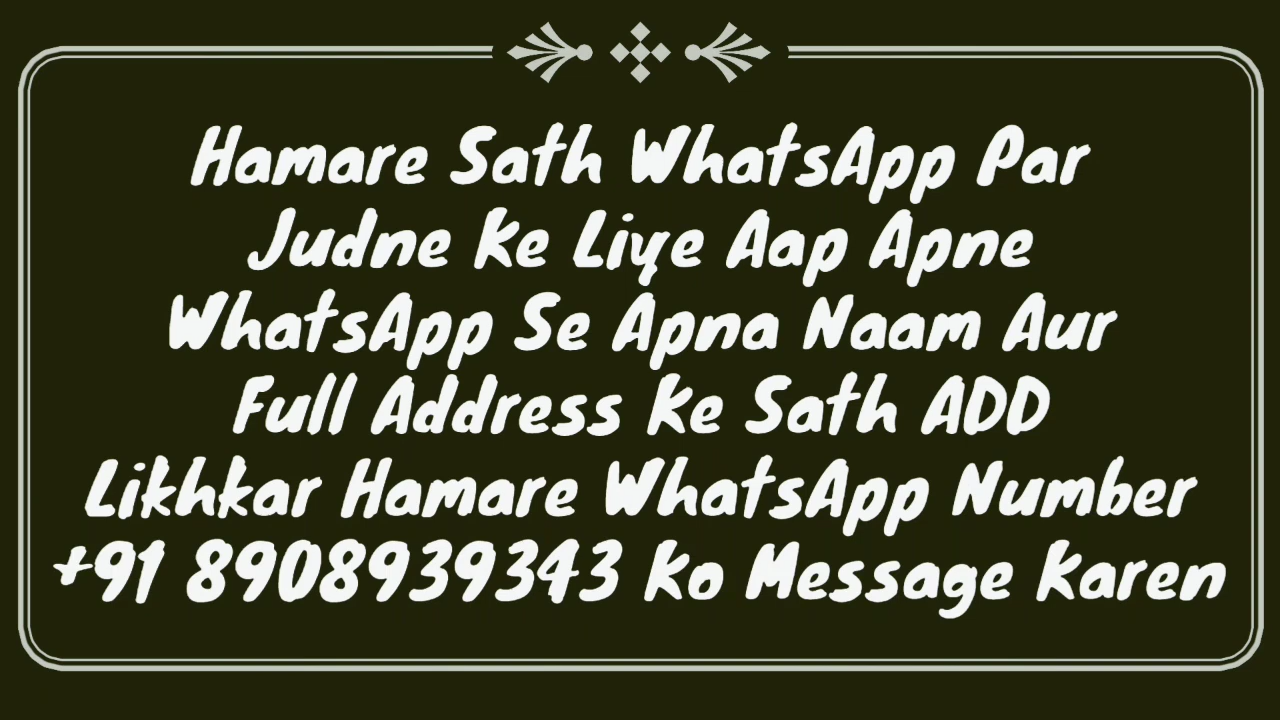 Hamare Sath WhatsApp Par
Judne Ke Liye Aap Apne
WhatsApp Se Apna Naam Aur
Full Address Ke Sath ADD
Likhkar Hamare WhatsApp Number
+91 8908939343 Ko Message Karen